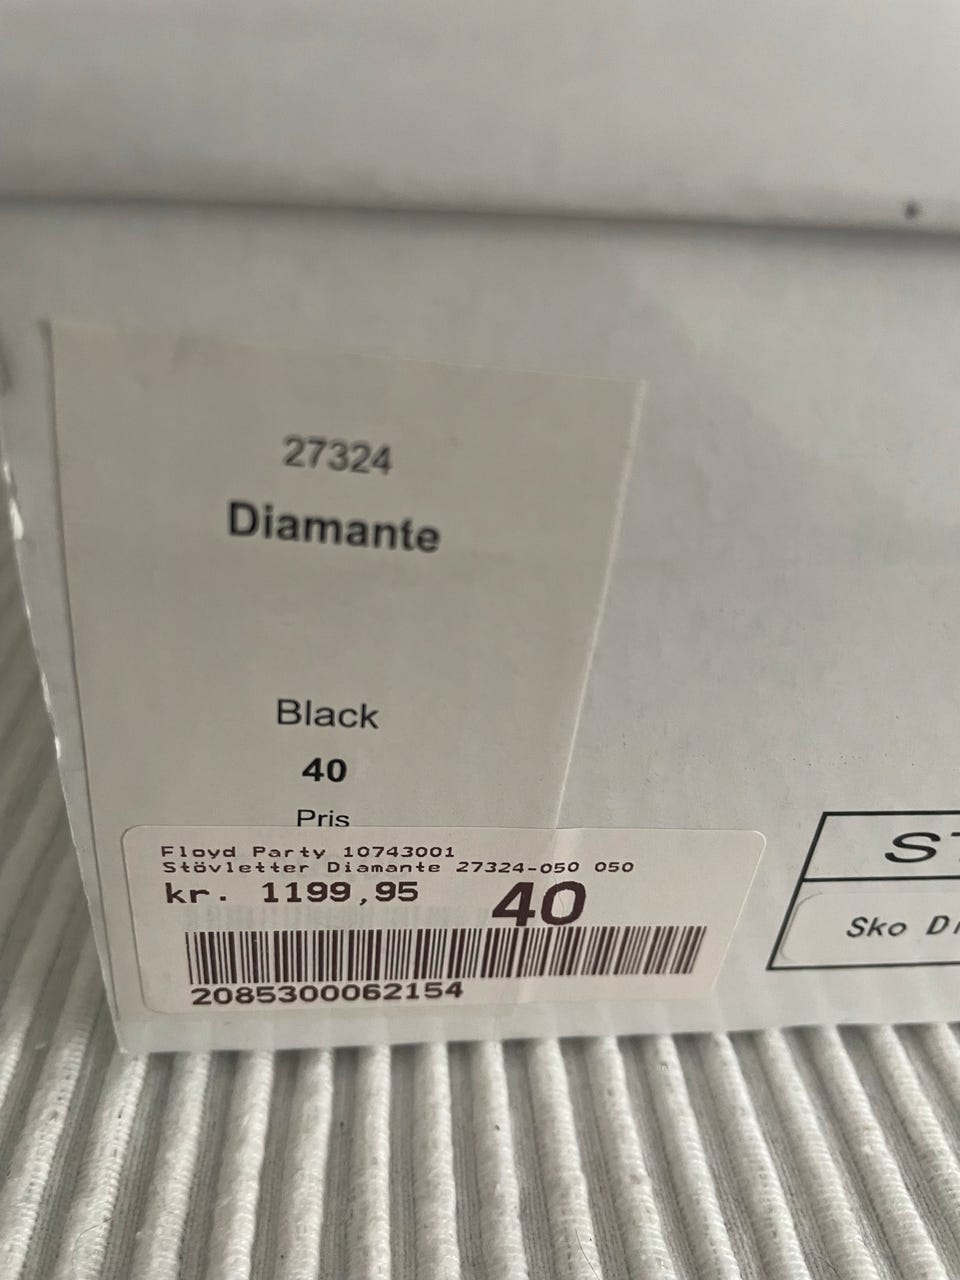 27324
Diamante
Black
40
Pris
Floyd Party 10743001
Stövletter Diamante 27324-050 050
kr. 1199,95 40
2085300062154
Sko